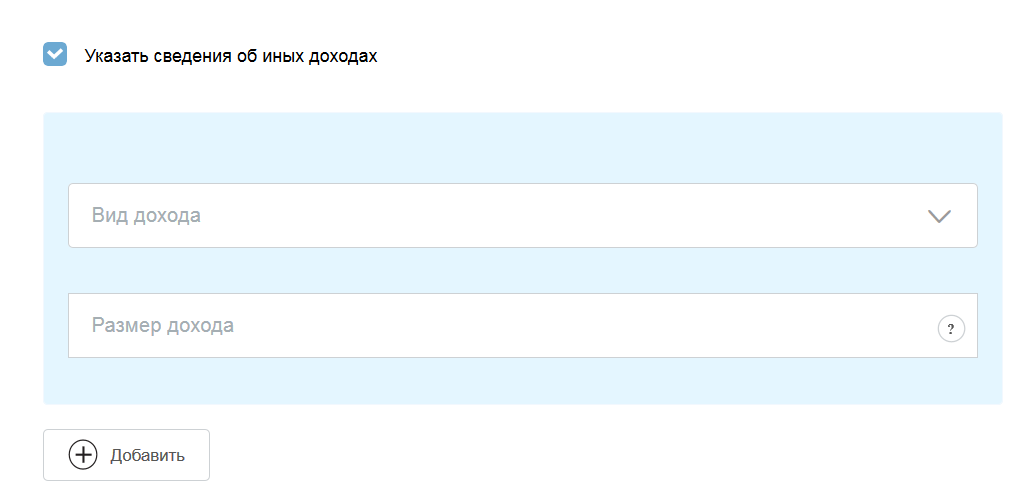 Указать сведения об иных доходах
Вид дохода
Размер дохода
?
Добавить